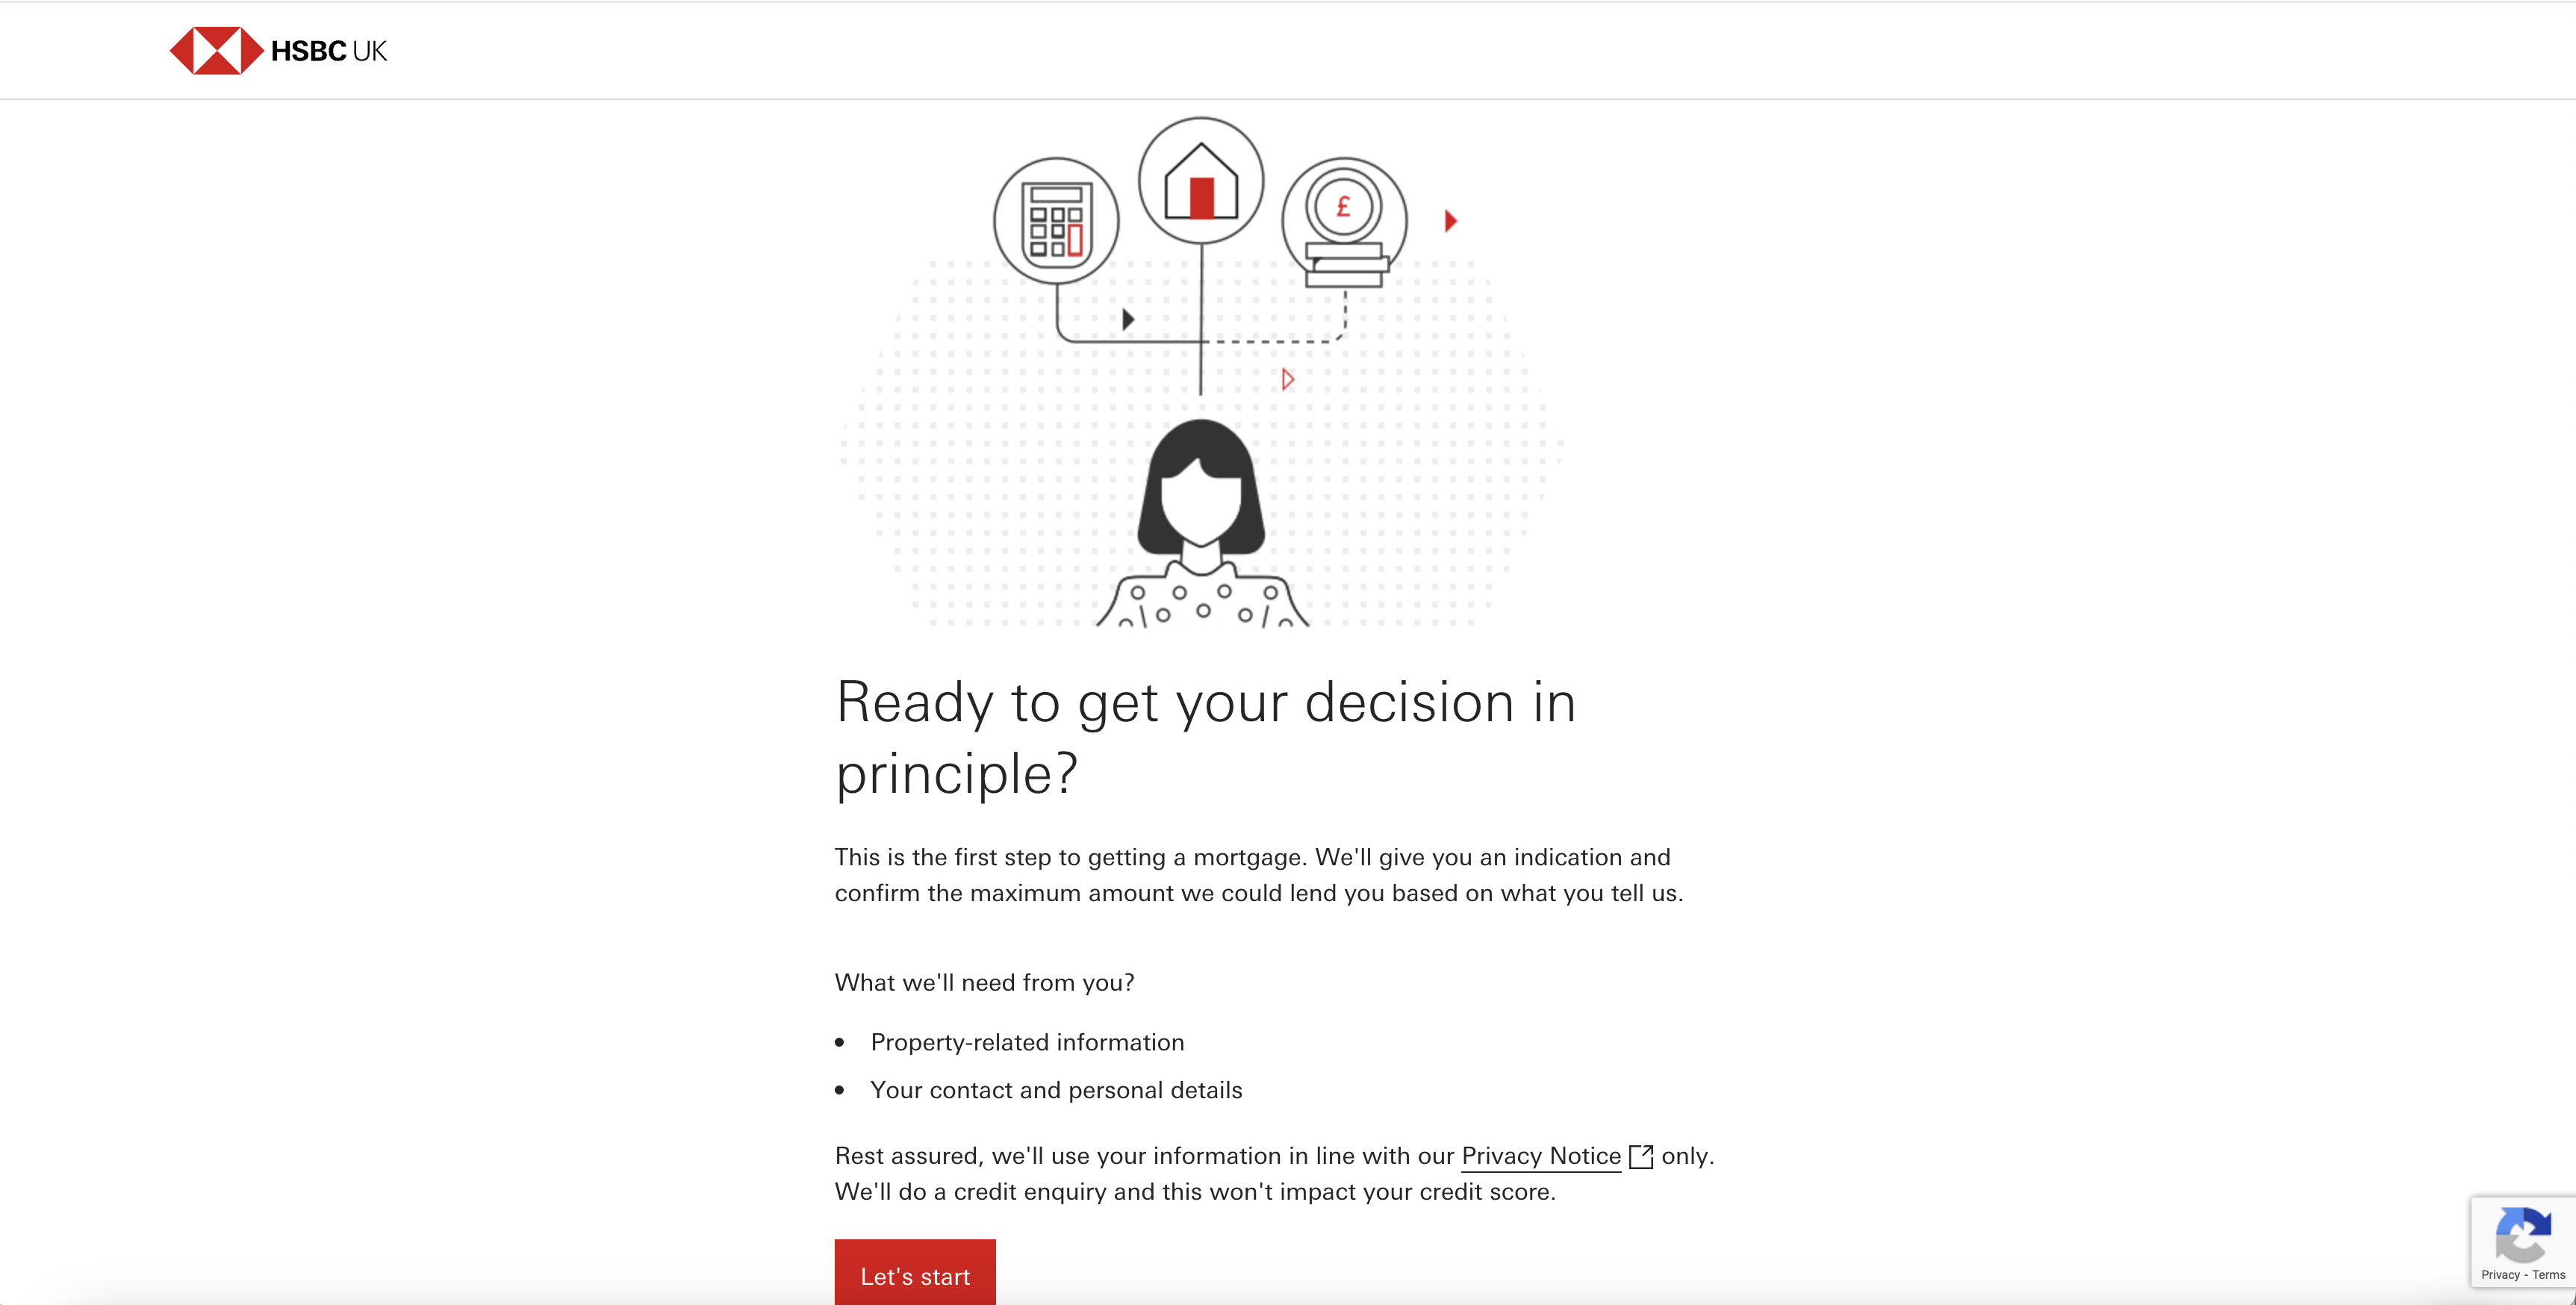 HSBC UK
£
Ready to get your decision in
principle?
This is the first step to getting a mortgage. We'll give you an indication and
confirm the maximum amount we could lend you based on what you tell us.
What we'll need from you?
• Property-related information
• Your contact and personal details
Rest assured, we'll use your information in line with our Privacy Notice only.
We'll do a credit enquiry and this won't impact your credit score.
Let's start
Privacy - Terms